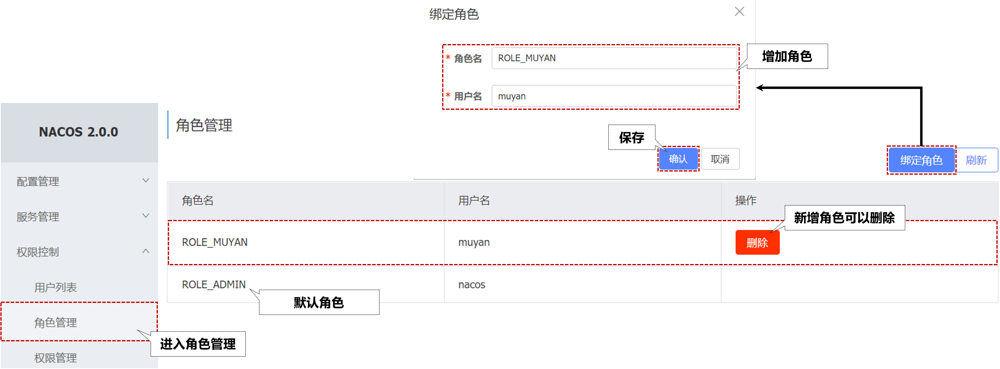 绑定角色
* 角色名 ROLE_MUYAN
增加角色
* 用户名 muyan
NACOS 2.0.0
角色管理
保存
确认 取消
绑定角色 刷新
配置管理
服务管理
权限控制
用户列表
角色管理
进入角色管理
权限管理
角色名 用户名 操作
新增角色可以删除
ROLE_MUYAN muyan 删除
ROLE_ADMIN nacos
默认角色